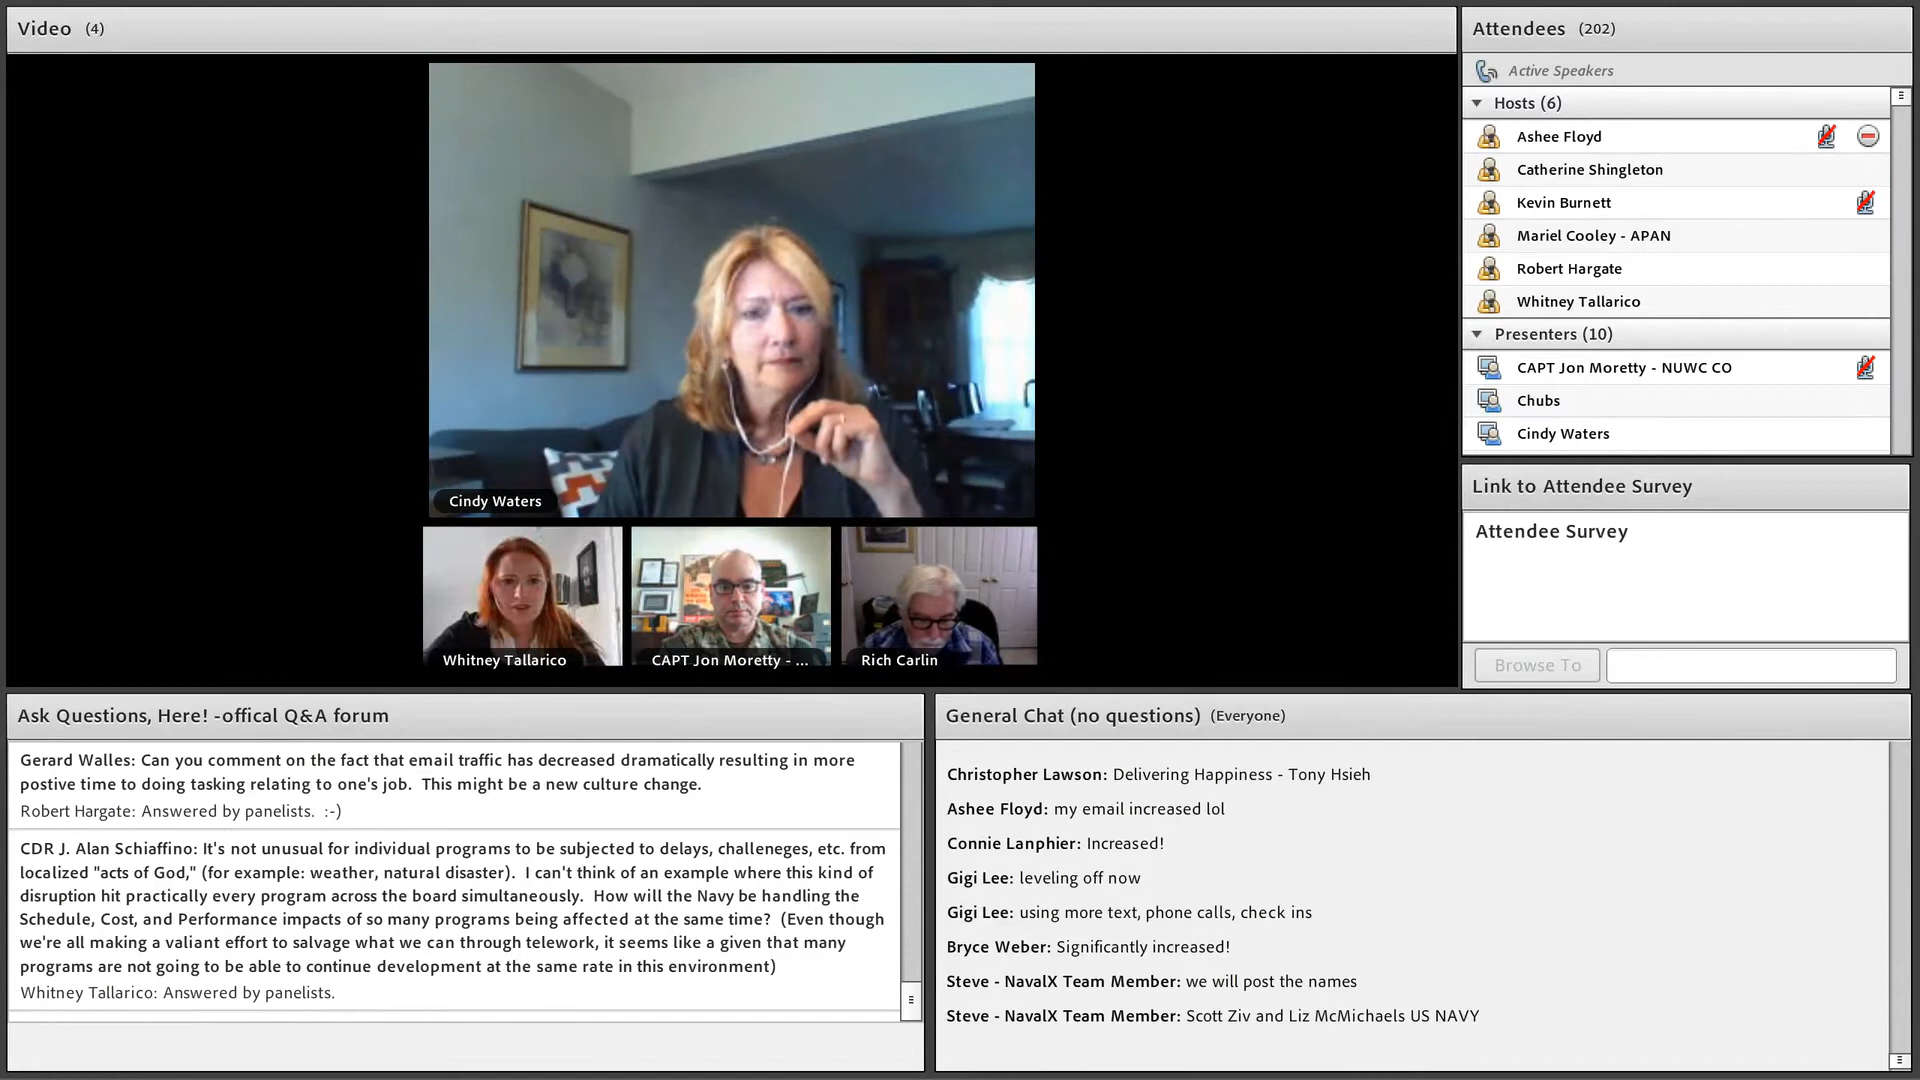 Video (4)
Cindy Waters
Whitney Tallarico
CAPT Jon Moretty - ...
Rich Carlin
Attendees (202)
Active Speakers
Hosts (6)
Ashee Floyd
Catherine Shingleton
Kevin Burnett
Mariel Cooley - APAN
Robert Hargate
Whitney Tallarico
Presenters (10)
CAPT Jon Moretty - NUWC CO
Chubs
Cindy Waters
Link to Attendee Survey
Attendee Survey
Browse To
Ask Questions, Here! -offical Q&A forum
Gerard Walles: Can you comment on the fact that email traffic has decreased dramatically resulting in more
postive time to doing tasking relating to one's job.  This might be a new culture change.
Robert Hargate: Answered by panelists.  :-)
CDR J. Alan Schiaffino: It's not unusual for individual programs to be subjected to delays, challeneges, etc. from
localized "acts of God," (for example: weather, natural disaster).  I can't think of an example where this kind of
disruption hit practically every program across the board simultaneously.  How will the Navy be handling the
Schedule, Cost, and Performance impacts of so many programs being affected at the same time?  (Even though
we're all making a valiant effort to salvage what we can through telework, it seems like a given that many
programs are not going to be able to continue development at the same rate in this environment)
Whitney Tallarico: Answered by panelists.
General Chat (no questions) (Everyone)
Christopher Lawson: Delivering Happiness - Tony Hsieh
Ashee Floyd: my email increased lol
Connie Lanphier: Increased!
Gigi Lee: leveling off now
Gigi Lee: using more text, phone calls, check ins
Bryce Weber: Significantly increased!
Steve - NavalX Team Member: we will post the names
Steve - NavalX Team Member: Scott Ziv and Liz McMichaels US NAVY